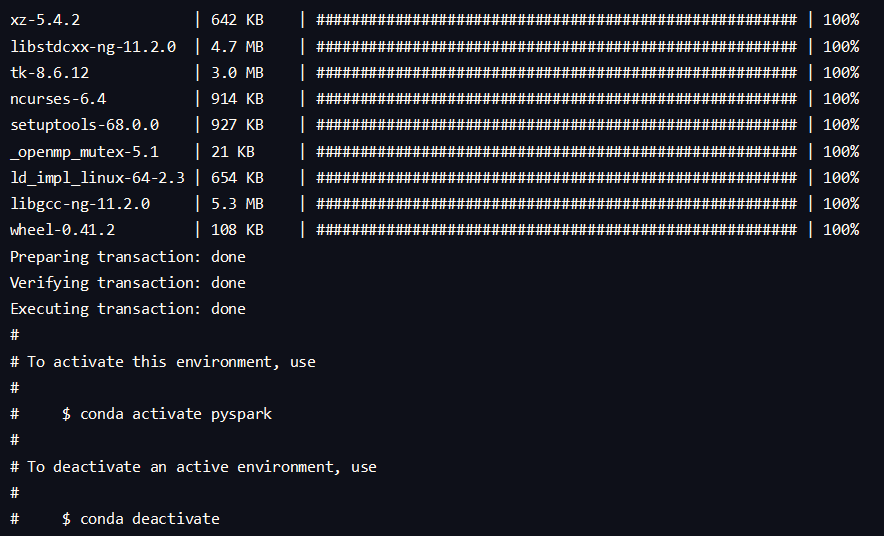 xz-5.4.2             | 642 KB    | ####################################################### | 100%
libstdcxx-ng-11.2.0  | 4.7 MB    | ####################################################### | 100%
tk-8.6.12            | 3.0 MB    | ####################################################### | 100%
ncurses-6.4          | 914 KB    | ####################################################### | 100%
setuptools-68.0.0    | 927 KB    | ####################################################### | 100%
_openmp_mutex-5.1    | 21 KB     | ####################################################### | 100%
ld_impl_linux-64-2.3 | 654 KB    | ####################################################### | 100%
libgcc-ng-11.2.0     | 5.3 MB    | ####################################################### | 100%
wheel-0.41.2         | 108 KB    | ####################################################### | 100%
Preparing transaction: done
Verifying transaction: done
Executing transaction: done
#
# To activate this environment, use
#
#     $ conda activate pyspark
#
# To deactivate an active environment, use
#
#     $ conda deactivate